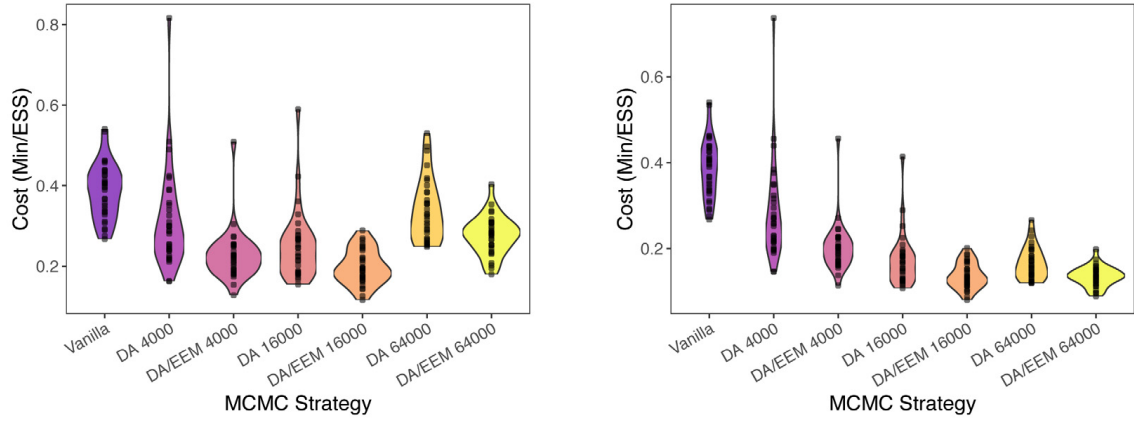 Cost (Min/ESS)
0.8
0.6
0.4
0.2
Vanilla
DA 4000
DA/EEM 4000
DA 16000
DA/EEM 16000
DA 64000
DA/EEM 64000
MCMC Strategy
Cost (Min/ESS)
0.6
0.4
0.2
Vanilla
DA 4000
DA/EEM 4000
DA 16000
DA/EEM 16000
DA 64000
DA/EEM 64000
MCMC Strategy